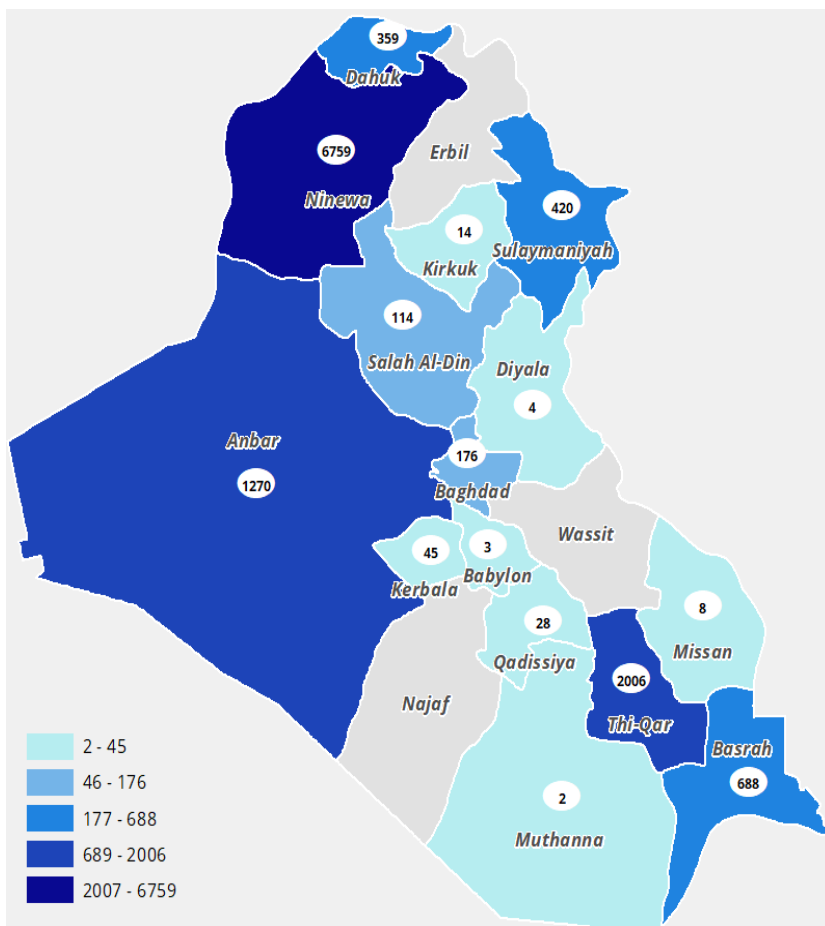 359
Dahuk
6759
Erbil
Ninewa
420
14
Sulaymaniyah
Kirkuk
114
Salah Al-Din
Diyala
4
Anbar
176
1270
Baghdad
Wassit
45
3
Kerbala
Babylon
8
28
Missan
Qadissiya
2006
Najaf
Thi-Qar
Basrah
688
2
Muthanna
2 - 45
46 - 176
177 - 688
689 - 2006
2007 - 6759